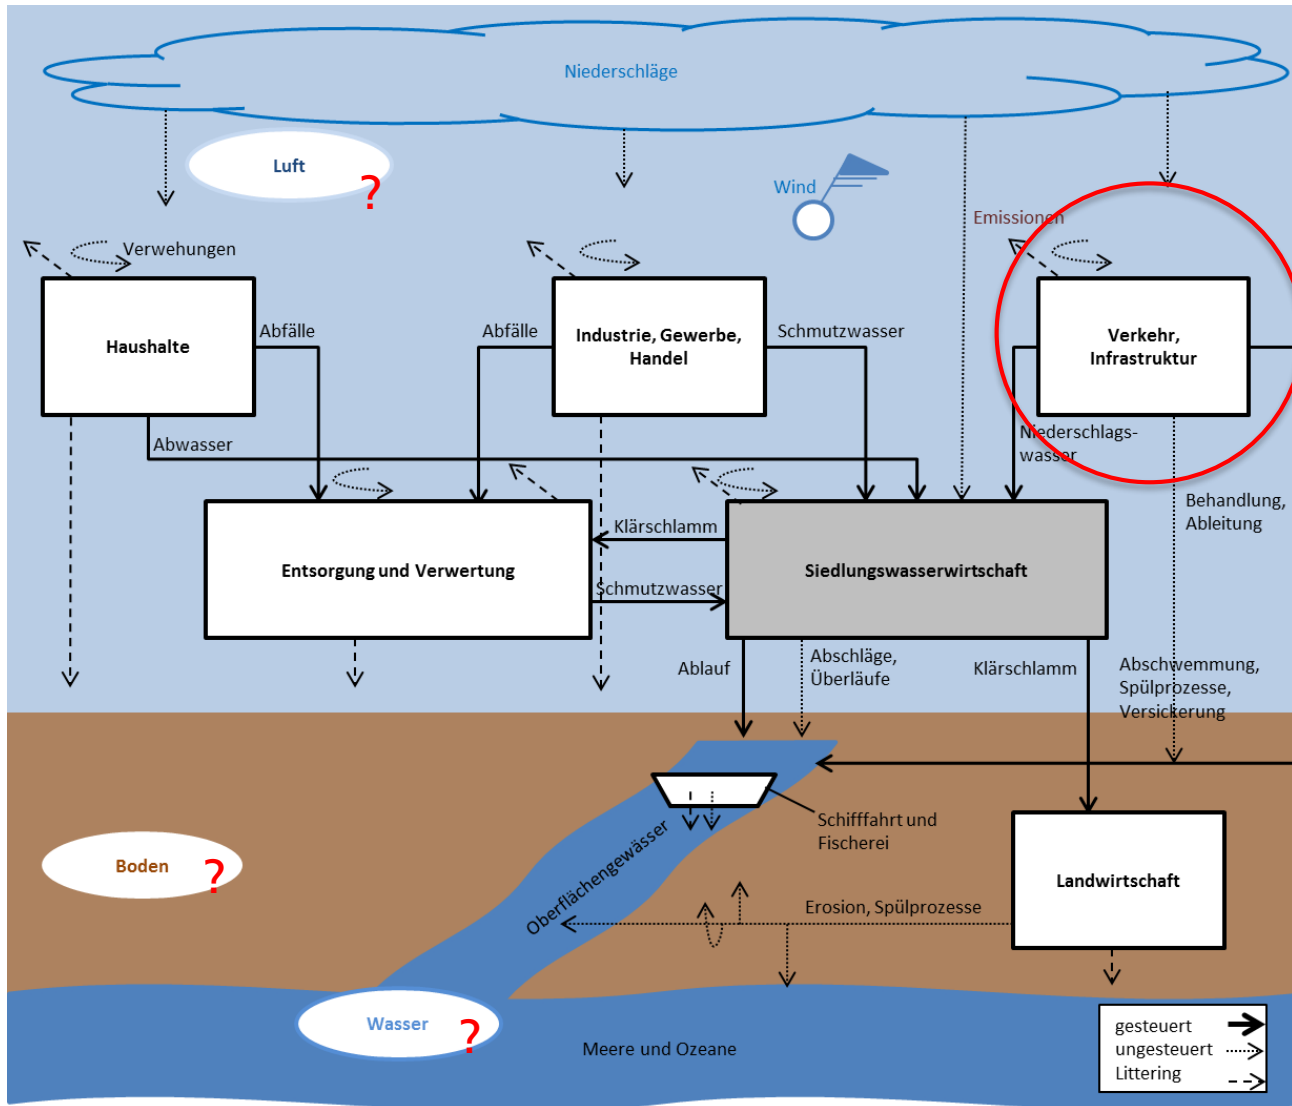 Niederschläge
Luft
?
Wind
Emissionen
Verwehungen
Haushalte
Abfälle
Abfälle
Industrie, Gewerbe,
Handel
Schmutzwasser
Verkehr,
Infrastruktur
Abwasser
Niederschlags-
wasser
Behandlung,
Ableitung
Klärschlamm
Entsorgung und Verwertung
Siedlungswasserwirtschaft
Schmutzwasser
Ablauf
Abschläge,
Überläufe
Klärschlamm
Abschwemmung,
Spülprozesse,
Versickerung
Schifffahrt und
Fischerei
Oberflächengewässer
Boden
?
Landwirtschaft
Erosion, Spülprozesse
Wasser
?
Meere und Ozeane
gesteuert
ungesteuert
Littering